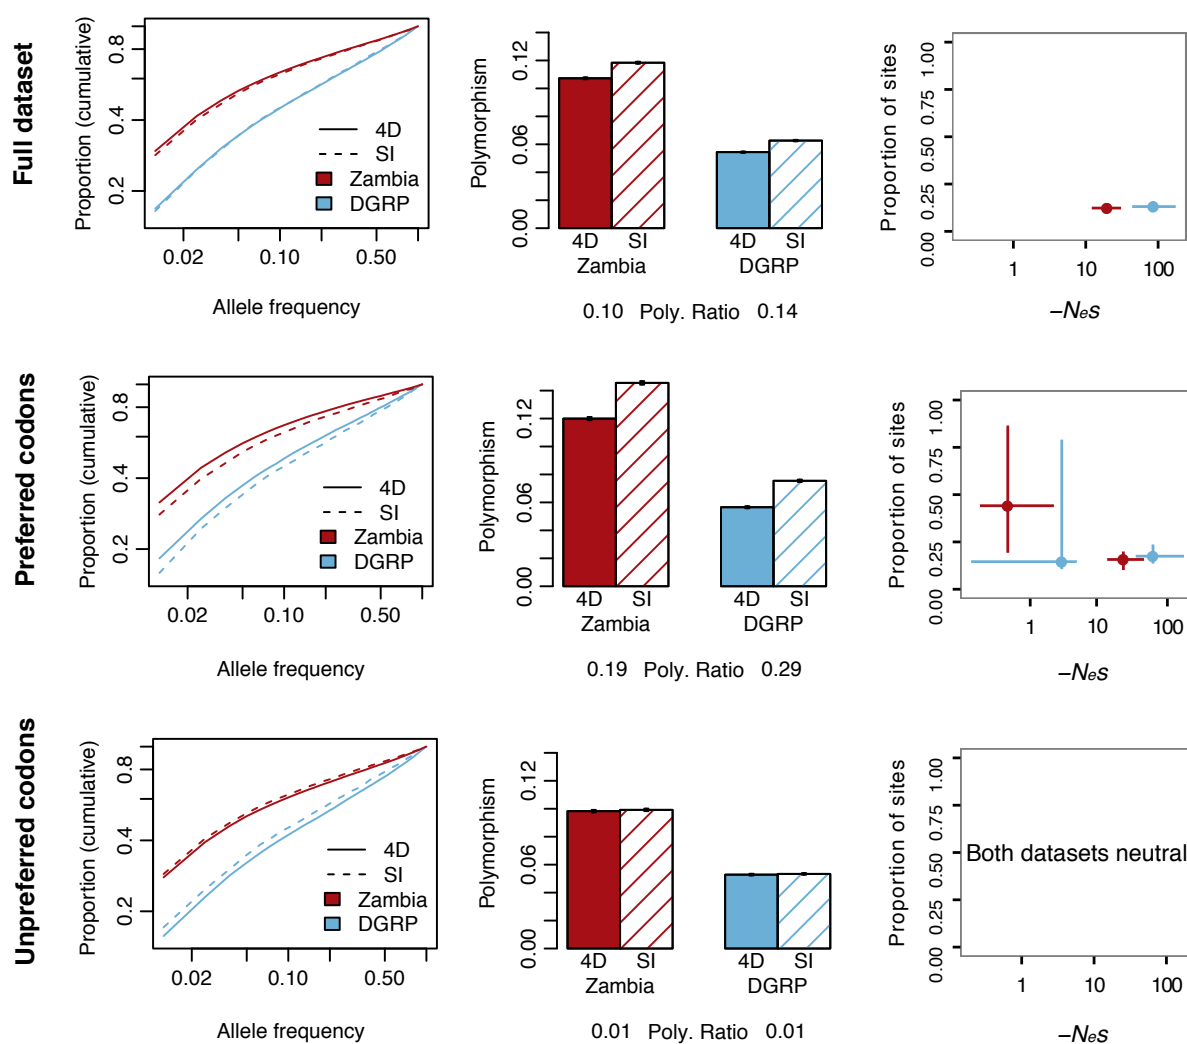 Full dataset
Proportion (cumulative)
0.8
0.4
0.2
4D
SI
Zambia
DGRP
0.02 0.10 0.50
Allele frequency
Polymorphism
0.12
0.06
0.00
4D SI 4D SI
Zambia DGRP
0.10 Poly. Ratio 0.14
Proportion of sites
1.00
0.75
0.50
0.25
0.00
1 10 100
−Nes
Preferred codons
Proportion (cumulative)
0.8
0.4
0.2
4D
SI
Zambia
DGRP
0.02 0.10 0.50
Allele frequency
Polymorphism
0.12
0.06
0.00
4D SI 4D SI
Zambia DGRP
0.19 Poly. Ratio 0.29
Proportion of sites
1.00
0.75
0.50
0.25
0.00
1 10 100
−Nes
Unpreferred codons
Proportion (cumulative)
0.8
0.4
0.2
4D
SI
Zambia
DGRP
0.02 0.10 0.50
Allele frequency
Polymorphism
0.12
0.06
0.00
4D SI 4D SI
Zambia DGRP
0.01 Poly. Ratio 0.01
Proportion of sites
1.00
0.75
0.50
0.25
0.00
Both datasets neutral
1 10 100
−Nes